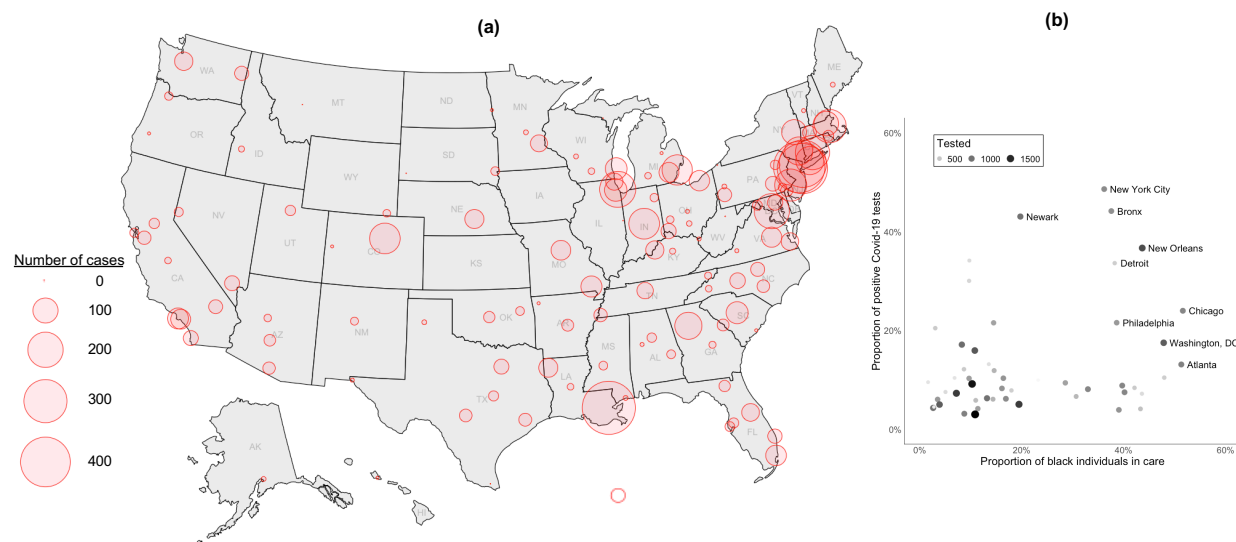 (a)
(b)
WA
OR
ID
MT
WY
NV
UT
CA
AZ
NM
CO
ND
SD
NE
KS
OK
TX
MN
IA
MO
AR
LA
WI
IL
IN
MI
OH
KY
TN
MS
AL
GA
FL
SC
NC
VA
WV
PA
NY
VT
NH
ME
AK
HI
Number of cases
0
100
200
300
400
Proportion of positive Covid-19 tests
60%
40%
20%
0%
Tested
500 1000 1500
New York City
Bronx
Newark
New Orleans
Detroit
Chicago
Philadelphia
Washington, DC
Atlanta
0% 20% 40% 60%
Proportion of black individuals in care